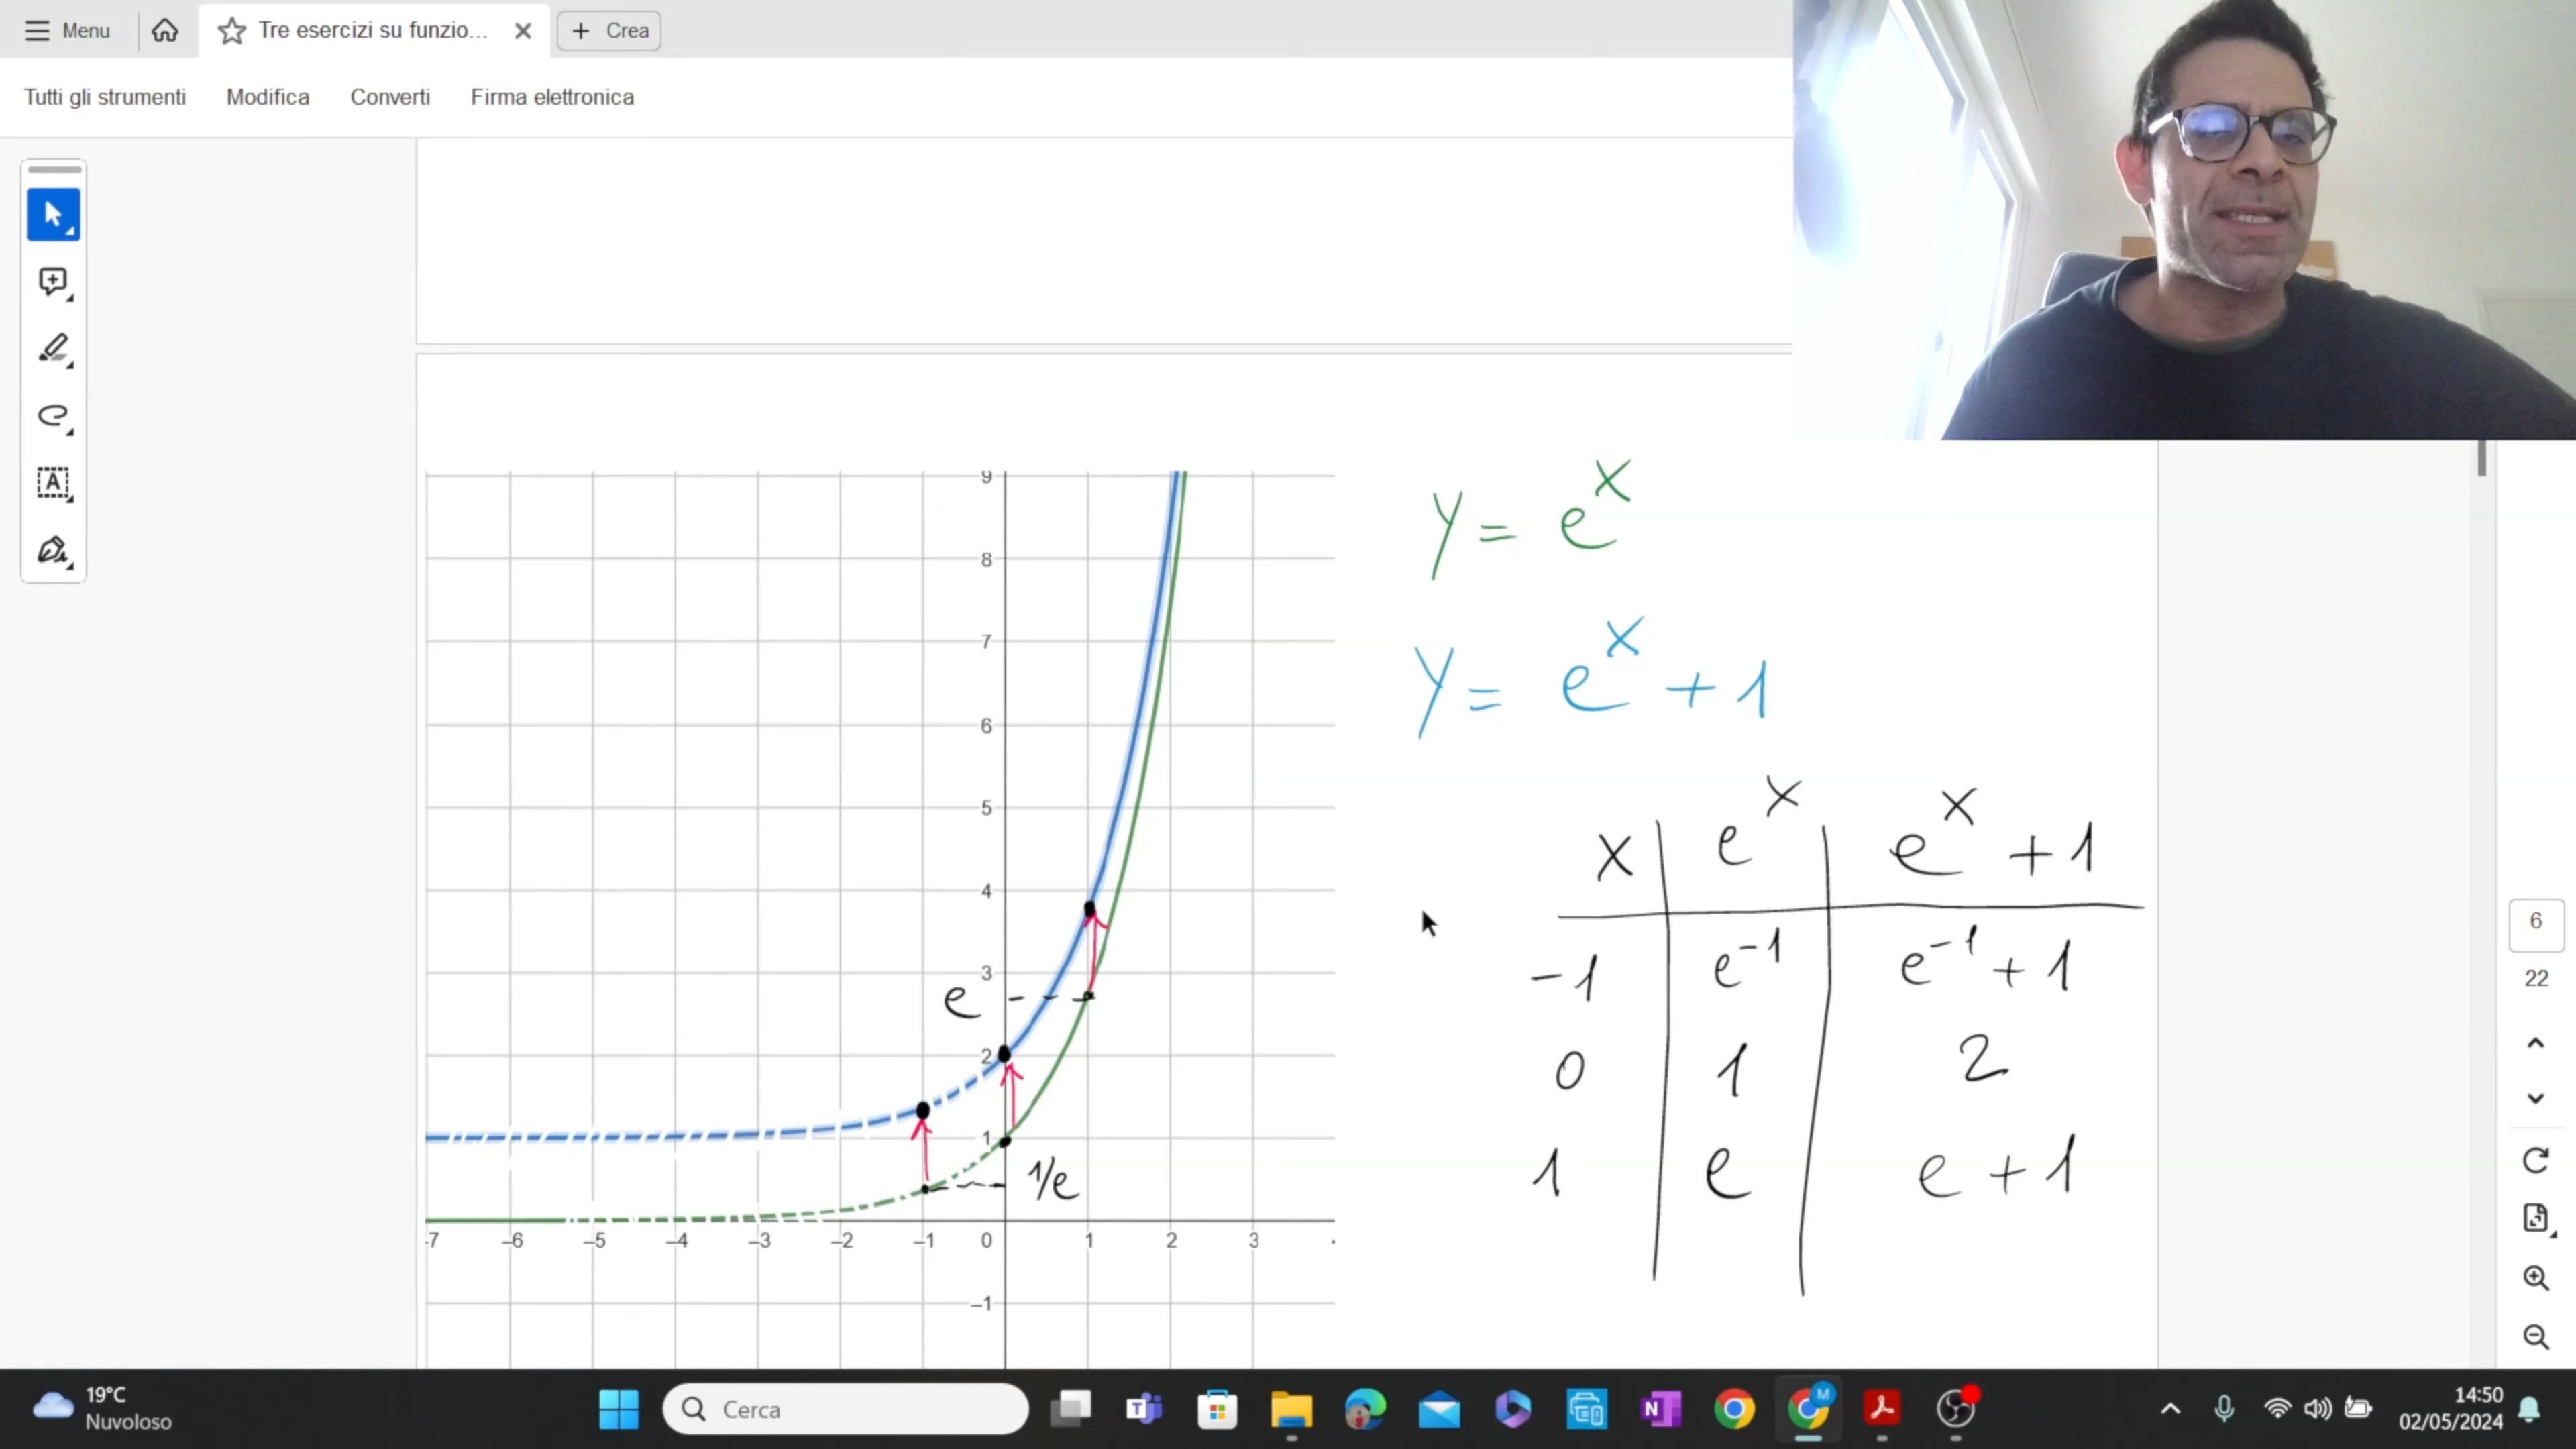 Menu
Tre esercizi su funzio...
Crea
Tutti gli strumenti Modifica Converti Firma elettronica
y = e^x
y = e^x + 1
x | e^x | e^x + 1
-1 | e^-1 | e^-1 + 1
0 | 1 | 2
1 | e | e + 1
9
8
7
6
5
4
3
e
2
1
1/e
-7 -6 -5 -4 -3 -2 -1 0 1 2 3
-1
6
22
19°C
Nuvoloso
Cerca
14:50
02/05/2024